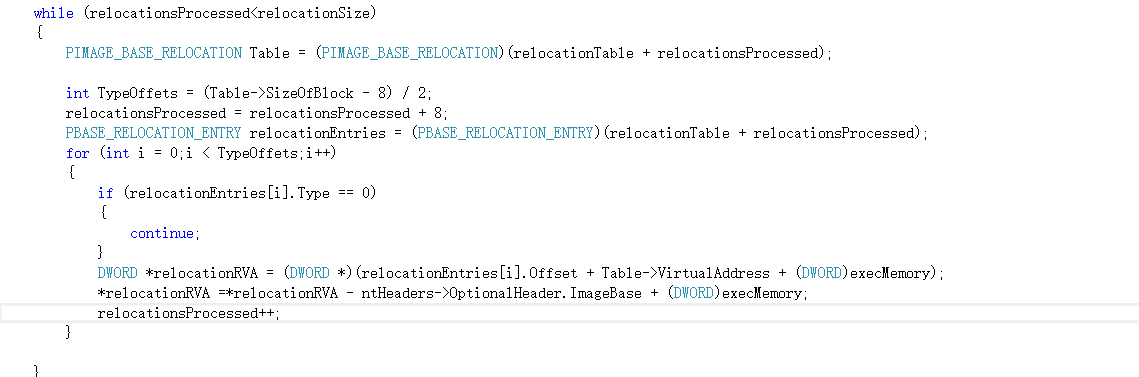 while (relocationsProcessed<relocationSize)
{
PIMAGE_BASE_RELOCATION Table = (PIMAGE_BASE_RELOCATION)(relocationTable + relocationsProcessed);
int TypeOffets = (Table->SizeOfBlock - 8) / 2;
relocationsProcessed = relocationsProcessed + 8;
PBASE_RELOCATION_ENTRY relocationEntries = (PBASE_RELOCATION_ENTRY)(relocationTable + relocationsProcessed);
for (int i = 0;i < TypeOffets;i++)
{
if (relocationEntries[i].Type == 0)
{
continue;
}
DWORD *relocationRVA = (DWORD *)(relocationEntries[i].Offset + Table->VirtualAddress + (DWORD)execMemory);
*relocationRVA =*relocationRVA - ntHeaders->OptionalHeader.ImageBase + (DWORD)execMemory;
relocationsProcessed++;
}
}